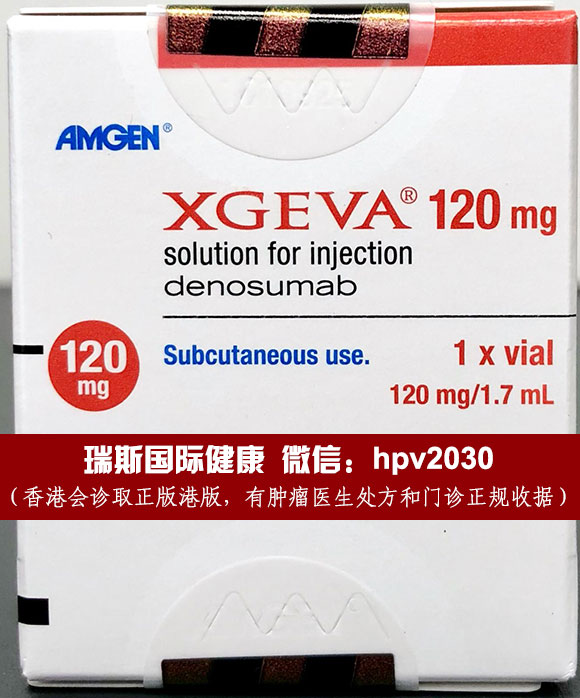 AMGEN®
XGEVA® 120 mg
solution for injection
denosumab
120
mg
Subcutaneous use.
1 x vial
120 mg/1.7 mL
瑞斯国际健康 微信：hpv2030
（香港会诊取正版港版，有肿瘤医生处方和门诊正规收据）